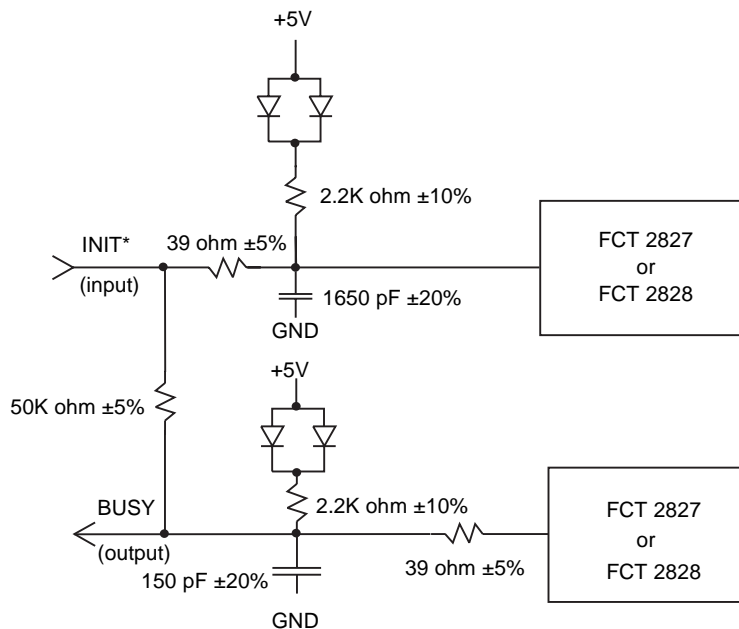 +5V
2.2K ohm ±10%
INIT*
(input)
39 ohm ±5%
1650 pF ±20%
GND
FCT 2827
or
FCT 2828
+5V
50K ohm ±5%
2.2K ohm ±10%
BUSY
(output)
150 pF ±20%
GND
39 ohm ±5%
FCT 2827
or
FCT 2828